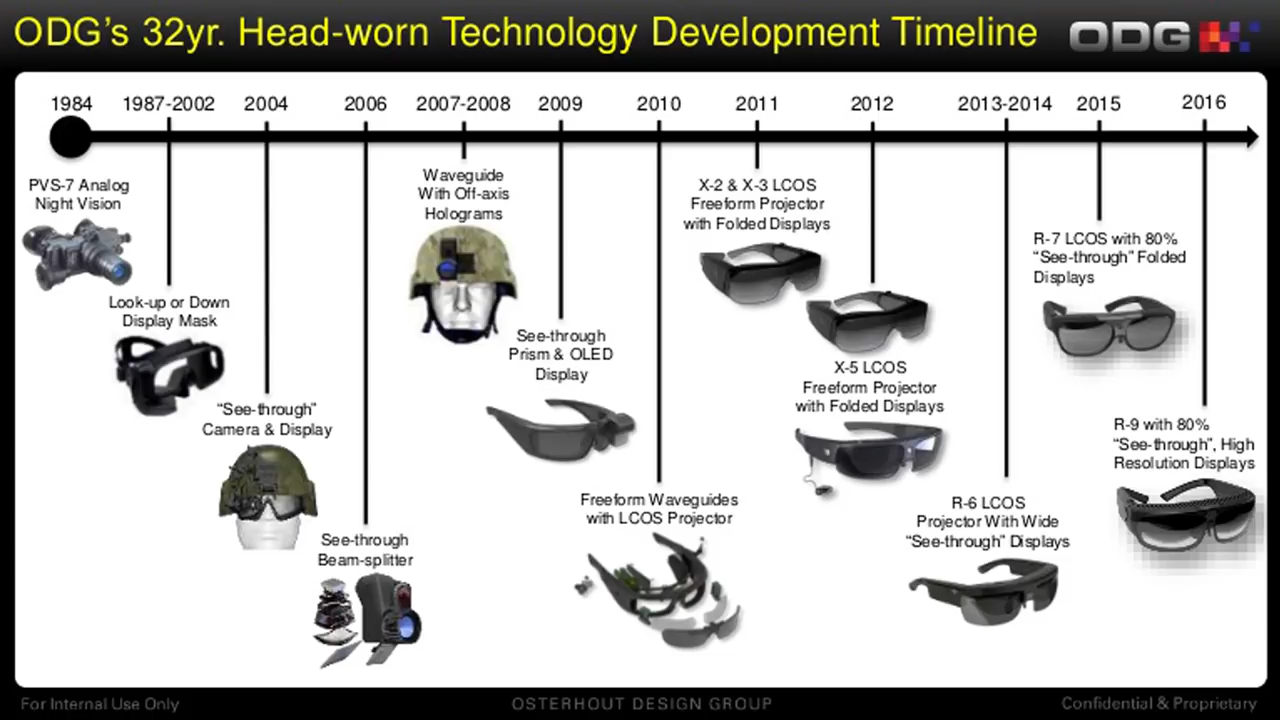 ODG's 32yr. Head-worn Technology Development Timeline
ODG
1984
1987-2002
2004
2006
2007-2008
2009
2010
2011
2012
2013-2014
2015
2016
PVS-7 Analog
Night Vision
Look-up or Down
Display Mask
"See-through"
Camera & Display
See-through
Beam-splitter
Waveguide
With Off-axis
Holograms
See-through
Prism & OLED
Display
Freeform Waveguides
with LCOS Projector
X-2 & X-3 LCOS
Freeform Projector
with Folded Displays
X-5 LCOS
Freeform Projector
with Folded Displays
R-6 LCOS
Projector With Wide
"See-through" Displays
R-7 LCOS with 80%
"See-through" Folded
Displays
R-9 with 80%
"See-through", High
Resolution Displays
For Internal Use Only
OSTERHOUT DESIGN GROUP
Confidential & Proprietary